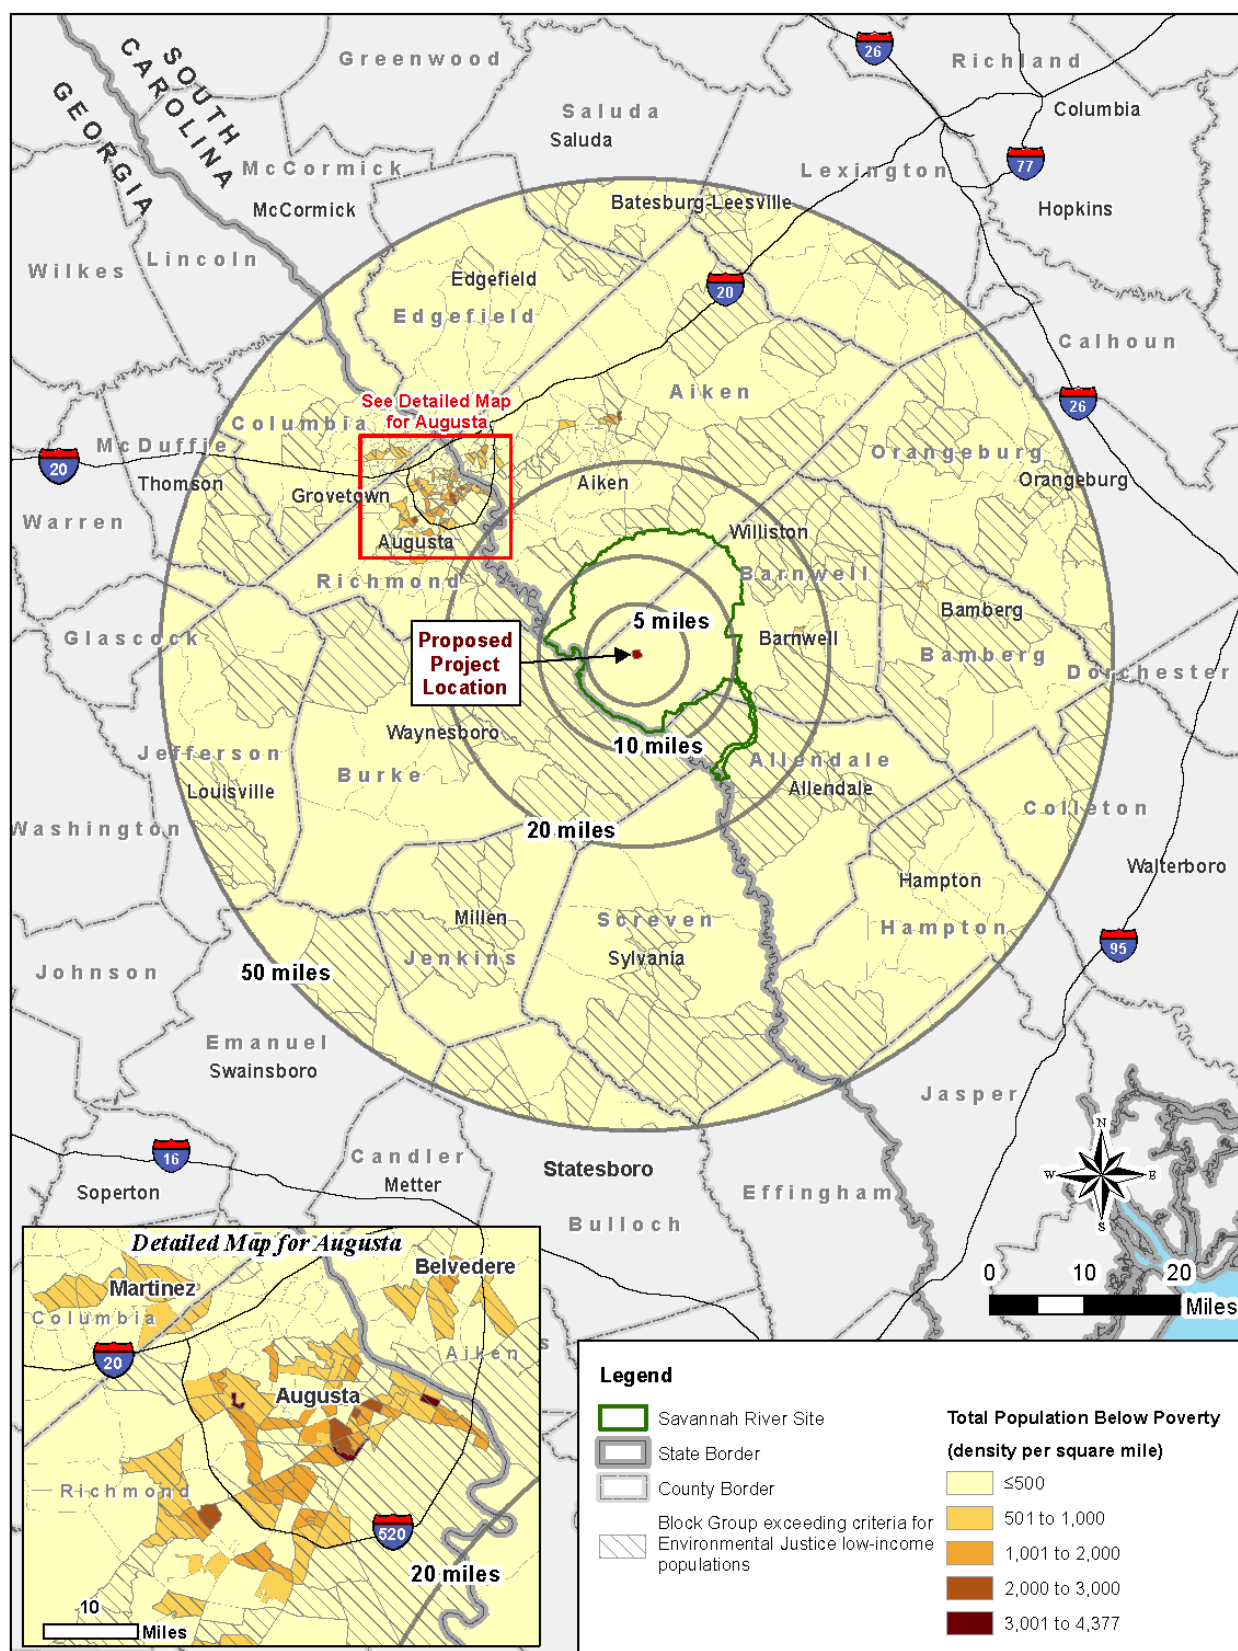 SOUTH
CAROLINA
GEORGIA
Greenwood
26
Richland
Columbia
Saluda
Saluda
77
McCormick
McCormick
Lexington
Hopkins
Batesburg-Leesville
Wilkes
Lincoln
Edgefield
20
Edgefield
Calhoun
26
Aiken
See Detailed Map
for Augusta
Columbia
McDuffie
20
Thomson
Grovetown
Orangeburg
Orangeburg
Aiken
Warren
Augusta
Williston
Richmond
Barnwell
Bamberg
Glascock
5 miles
Barnwell
Bamberg
Proposed
Project
Location
Dorchester
Waynesboro
10 miles
Jefferson
Burke
Allendale
Allendale
Louisville
Colleton
Washington
20 miles
Walterboro
Hampton
Millen
Screven
Hampton
95
Jenkins
Sylvania
Johnson
50 miles
Emanuel
Swainsboro
Jasper
N
W
E
S
16
Candler
Metter
Statesboro
Soperton
Effingham
Bulloch
0 10 20
Miles
Detailed Map for Augusta
Belvedere
Martinez
Columbia
20
Aiken
s
Augusta
Richmond
520
20 miles
10
Miles
Legend
Savannah River Site
State Border
County Border
Block Group exceeding criteria for
Environmental Justice low-income
populations
Total Population Below Poverty
(density per square mile)
≤500
501 to 1,000
1,001 to 2,000
2,000 to 3,000
3,001 to 4,377